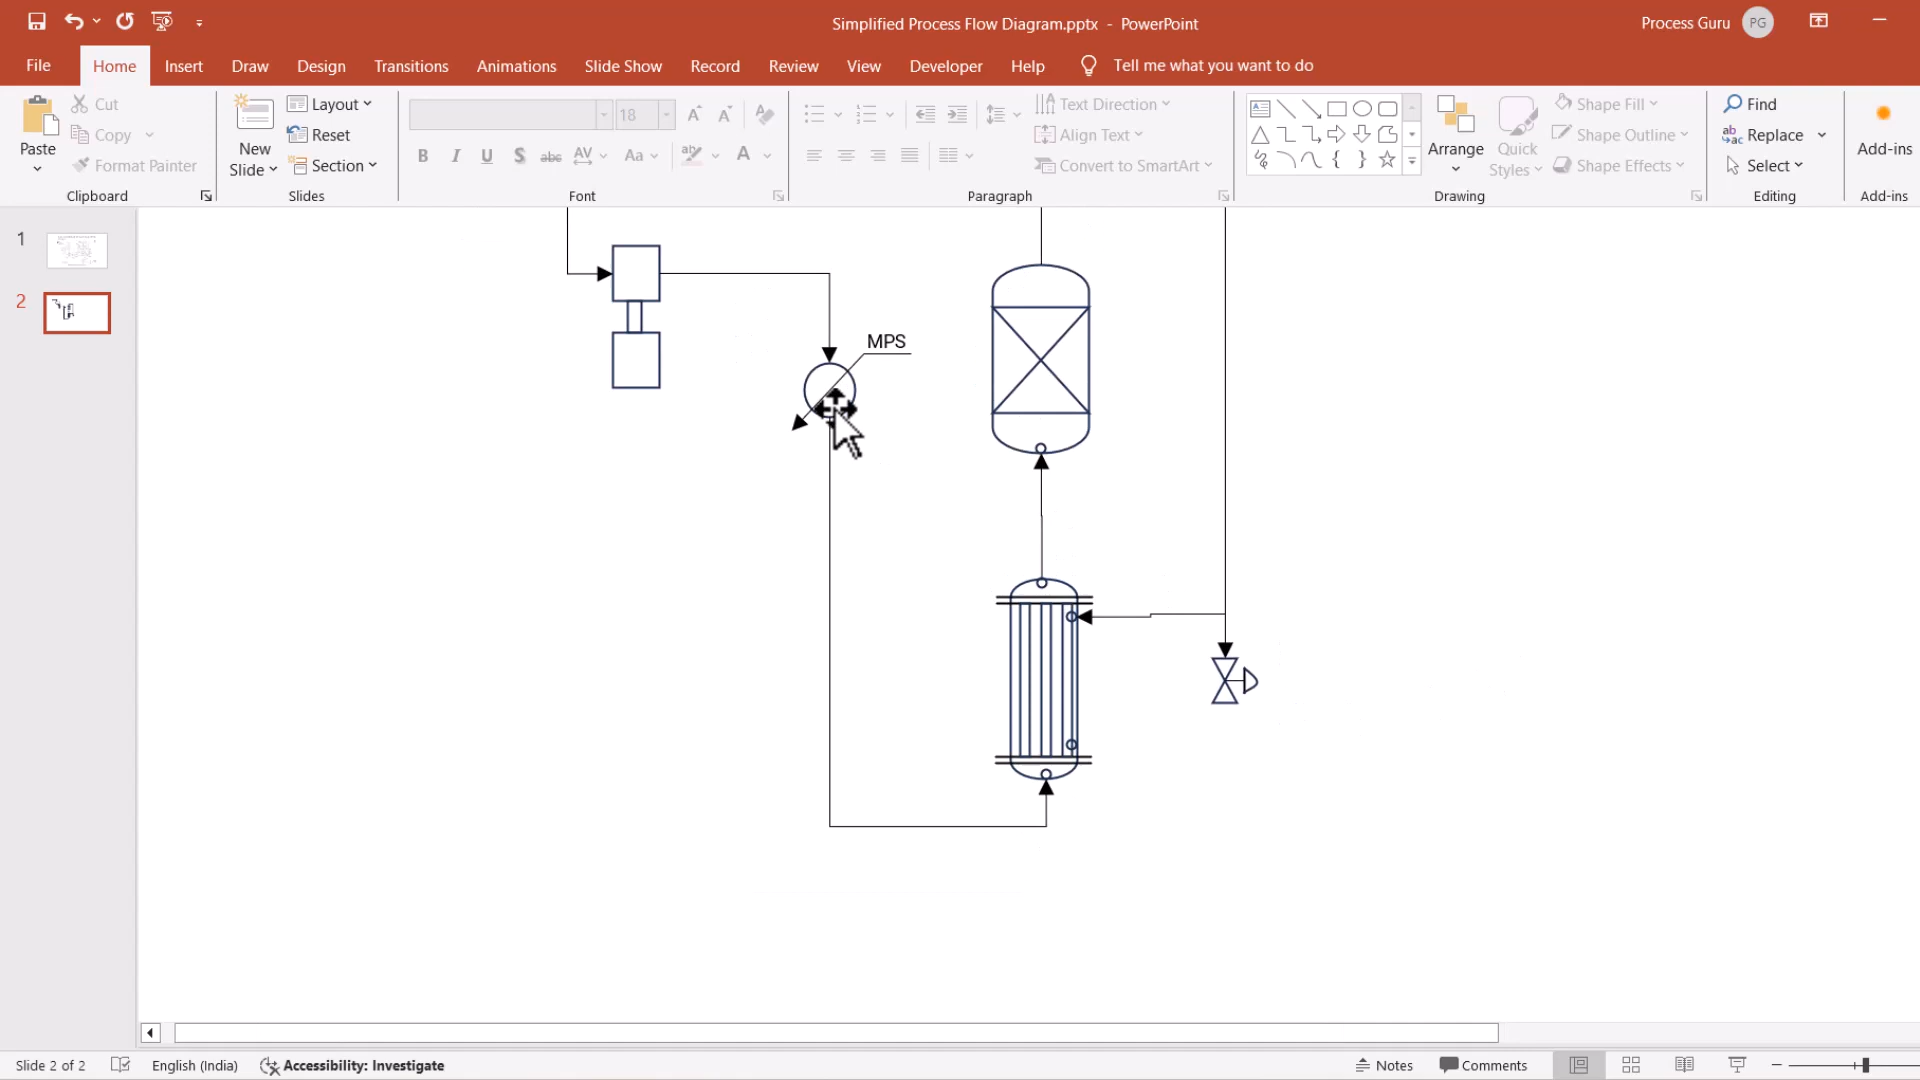 Simplified Process Flow Diagram.pptx - PowerPoint
Process Guru
PG
File
Home
Insert
Draw
Design
Transitions
Animations
Slide Show
Record
Review
View
Developer
Help
Tell me what you want to do
Paste
Cut
Copy
Format Painter
Clipboard
New
Slide
Layout
Reset
Section
Slides
18
B
I
U
S
abc
AV
Aa
A
Font
Text Direction
Align Text
Convert to SmartArt
Paragraph
Arrange
Quick
Styles
Shape Fill
Shape Outline
Shape Effects
Drawing
Find
Replace
Select
Editing
Add-ins
Add-ins
1
2
MPS
Slide 2 of 2
English (India)
Accessibility: Investigate
Notes
Comments